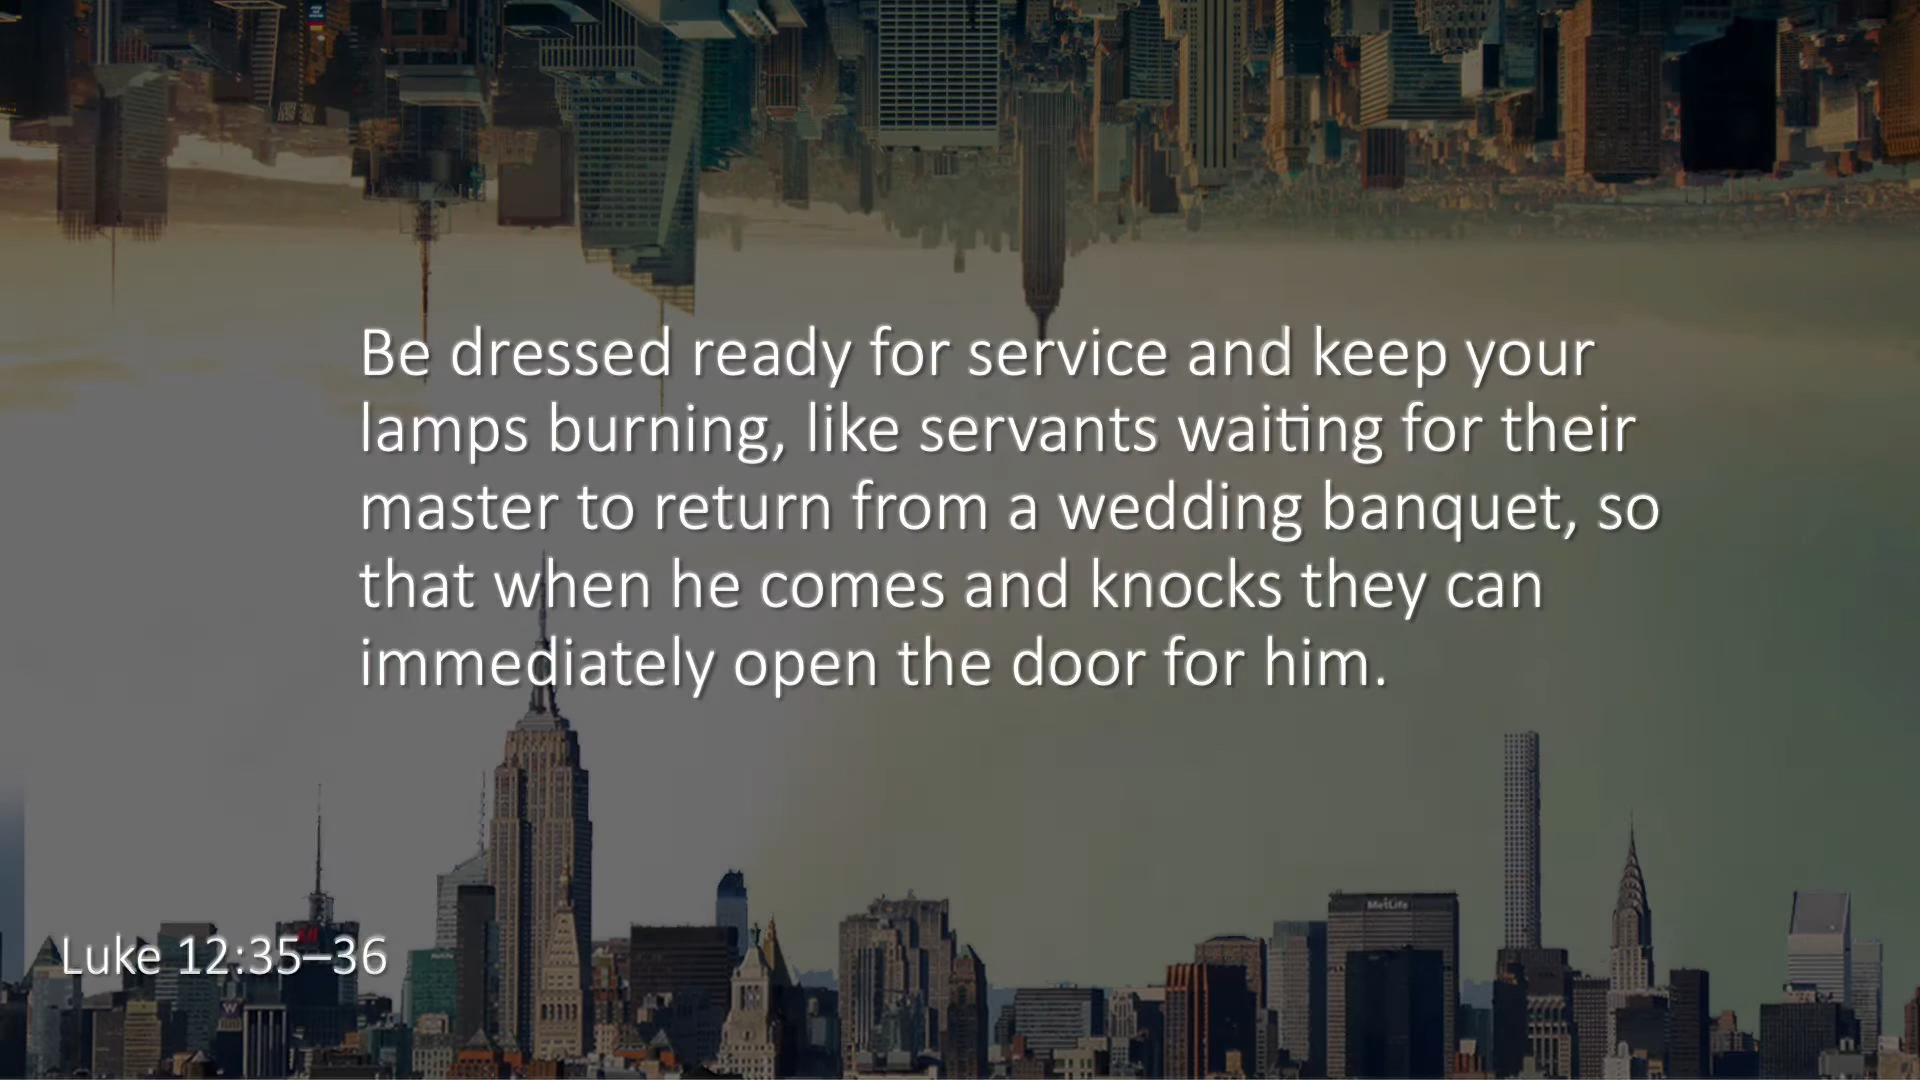 Be dressed ready for service and keep your
lamps burning, like servants waiting for their
master to return from a wedding banquet, so
that when he comes and knocks they can
immediately open the door for him.
MetLife
Luke 12:35–36